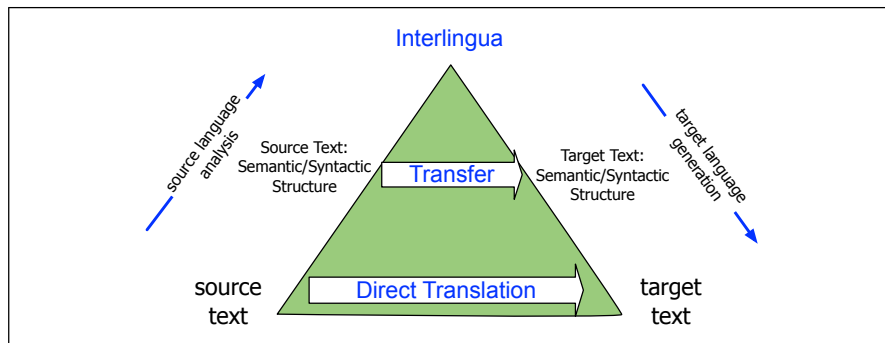 Interlingua
source language
analysis
target language
generation
Source Text:
Semantic/Syntactic
Structure
Transfer
Target Text:
Semantic/Syntactic
Structure
source
text
Direct Translation
target
text